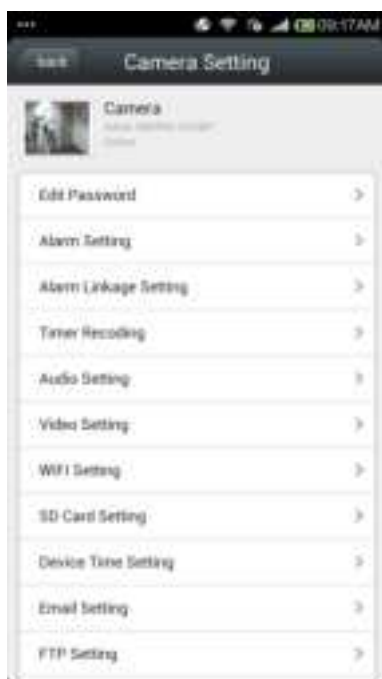 09:17AM
back
Camera Setting
Camera
Edit Password
Alarm Setting
Alarm Linkage Setting
Timer Recoding
Audio Setting
Video Setting
WIFI Setting
SD Card Setting
Device Time Setting
Email Setting
FTP Setting